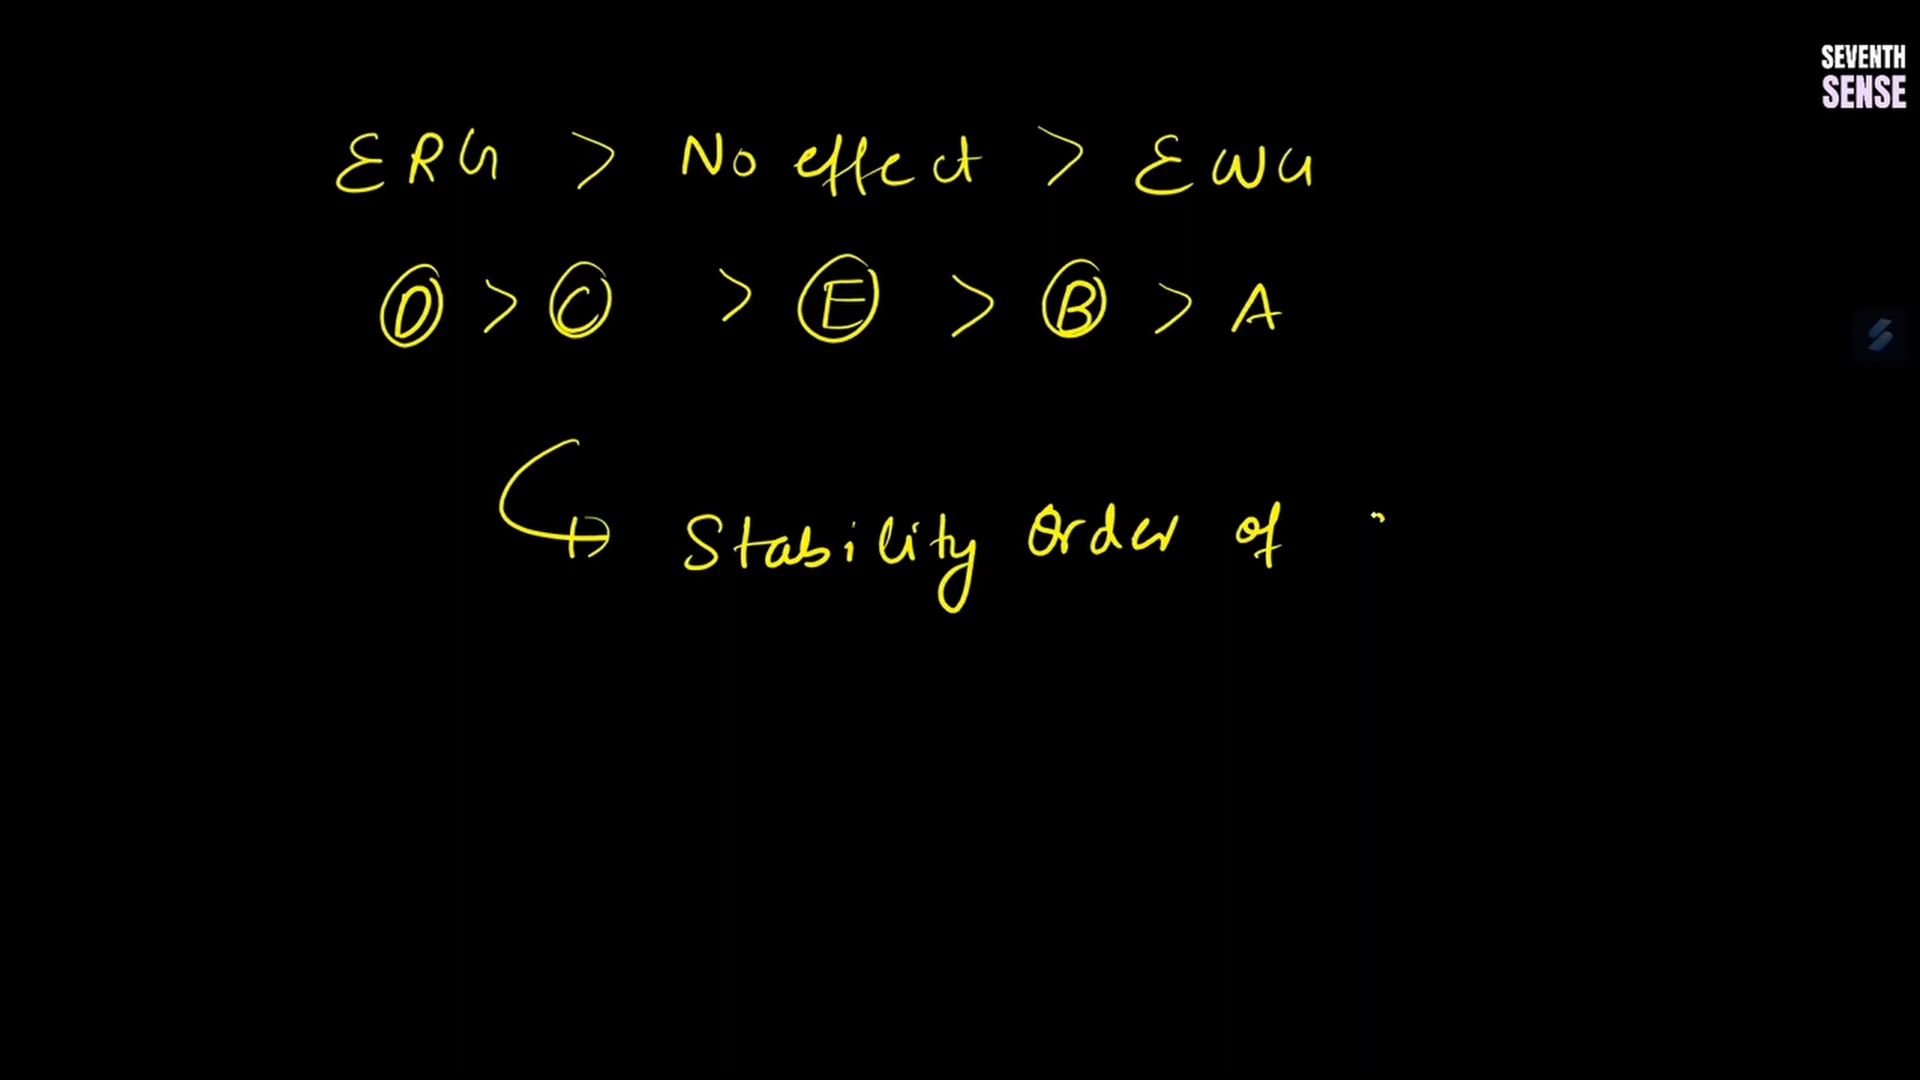 SEVENTH
SENSE
ERG > No effect > EWG
D > C > E > B > A
Stability Order of